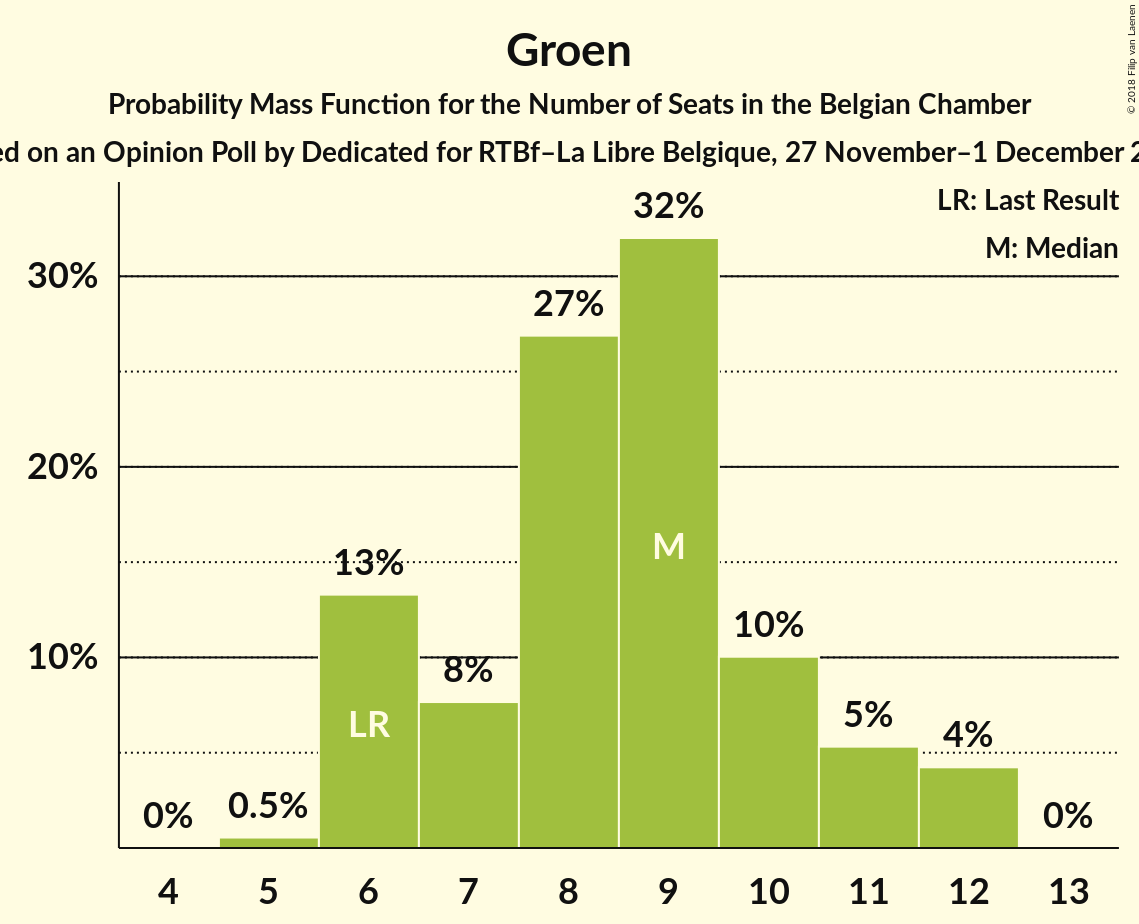 Groen
Probability Mass Function for the Number of Seats in the Belgian Chamber
on an Opinion Poll by Dedicated for RTBf–La Libre Belgique, 27 November–1 December
© 2018 Filip van Laenen
LR: Last Result
M: Median
30%
20%
10%
0%
0.5%
13%
8%
27%
32%
10%
5%
4%
0%
LR
M
4 5 6 7 8 9 10 11 12 13